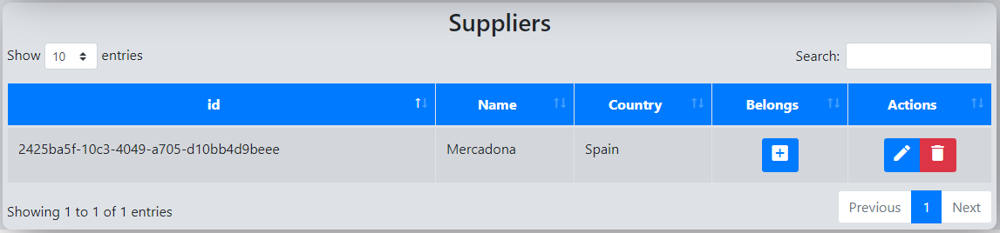 Suppliers
Show 10 entries Search:
id Name Country Belongs Actions
2425ba5f-10c3-4049-a705-d10bb4d9beee Mercadona Spain
Showing 1 to 1 of 1 entries Previous 1 Next